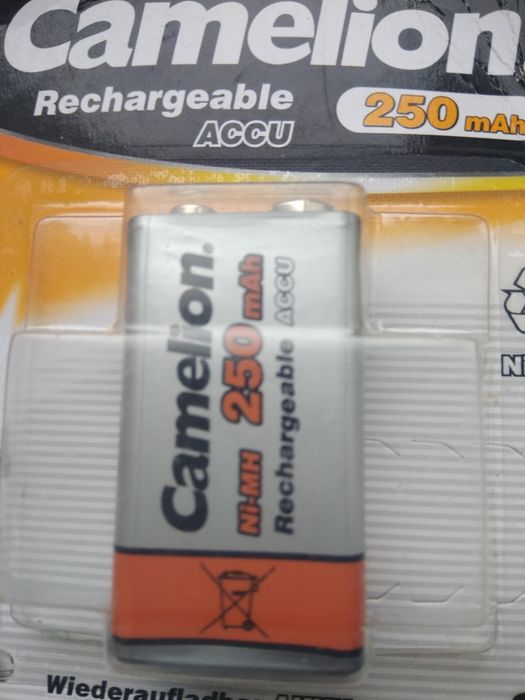 Camelion
Rechargeable
ACCU
250 mAh
Camelion®
Ni-MH 250 mAh
Rechargeable ACCU
Ni